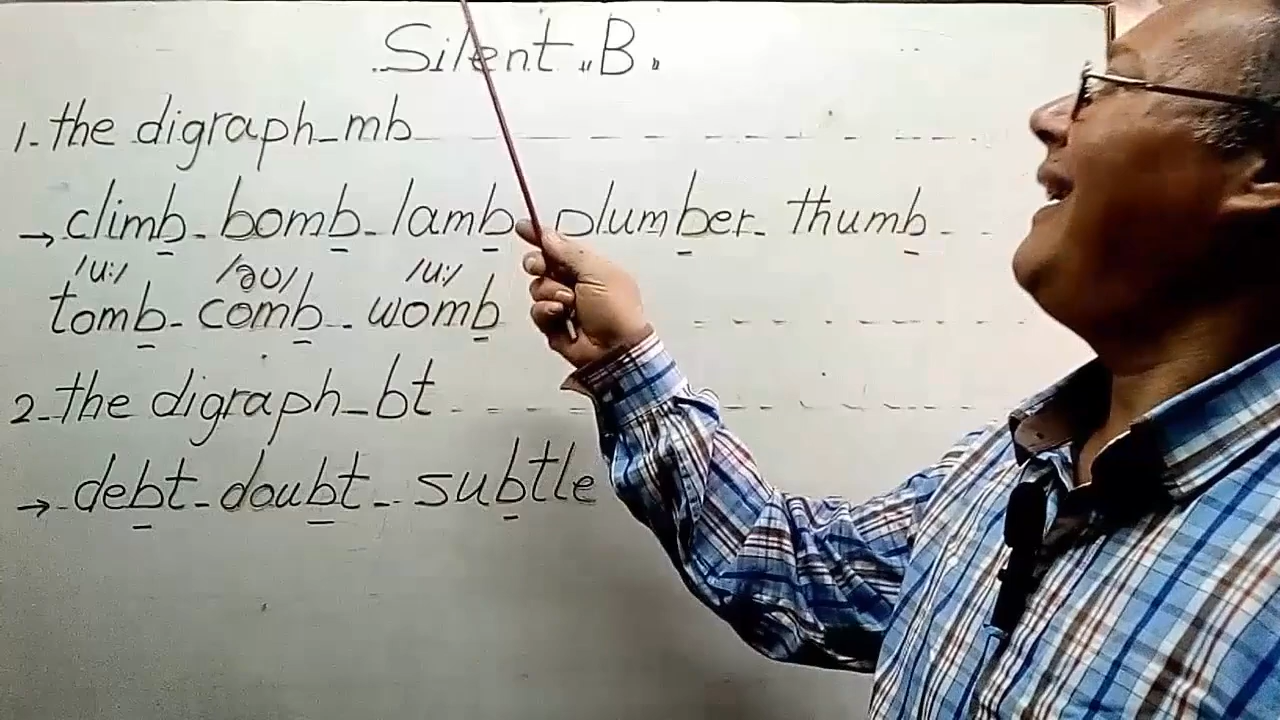 Silent "B"
1- the digraph - mb
→ climb - bomb - lamb - plumber - thumb -
/u:/ /əʊ/ /u:/
tomb - comb - womb
2- the digraph - bt
→ debt - doubt - subtle